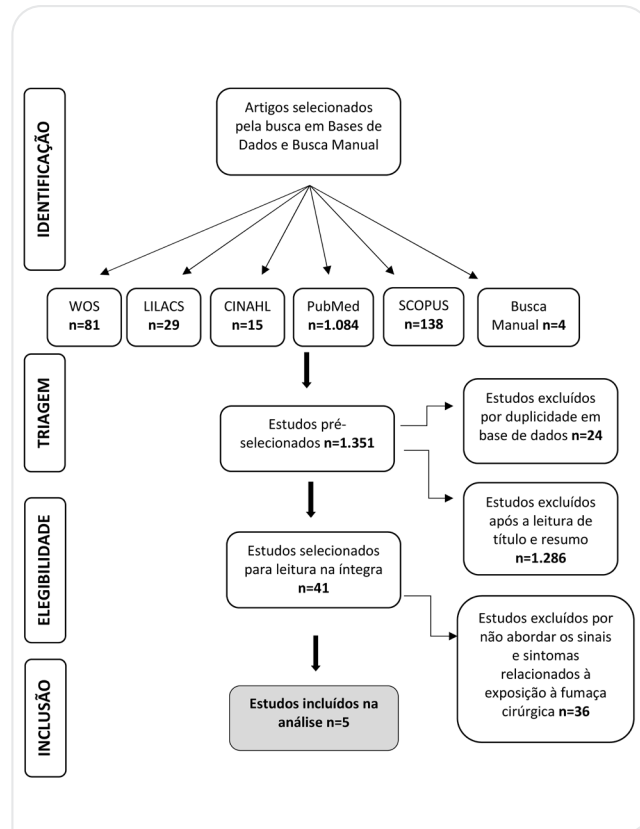 IDENTIFICAÇÃO
Artigos selecionados
pela busca em Bases de
Dados e Busca Manual
WOS
n=81
LILACS
n=29
CINAHL
n=15
PubMed
n=1.084
SCOPUS
n=138
Busca
Manual n=4
TRIAGEM
Estudos pré-
selecionados n=1.351
Estudos excluídos
por duplicidade em
base de dados n=24
Estudos excluídos
após a leitura de
título e resumo
n=1.286
ELEGIBILIDADE
Estudos selecionados
para leitura na íntegra
n=41
Estudos excluídos por
não abordar os sinais
e sintomas
relacionados à
exposição à fumaça
cirúrgica n=36
INCLUSÃO
Estudos incluídos na
análise n=5